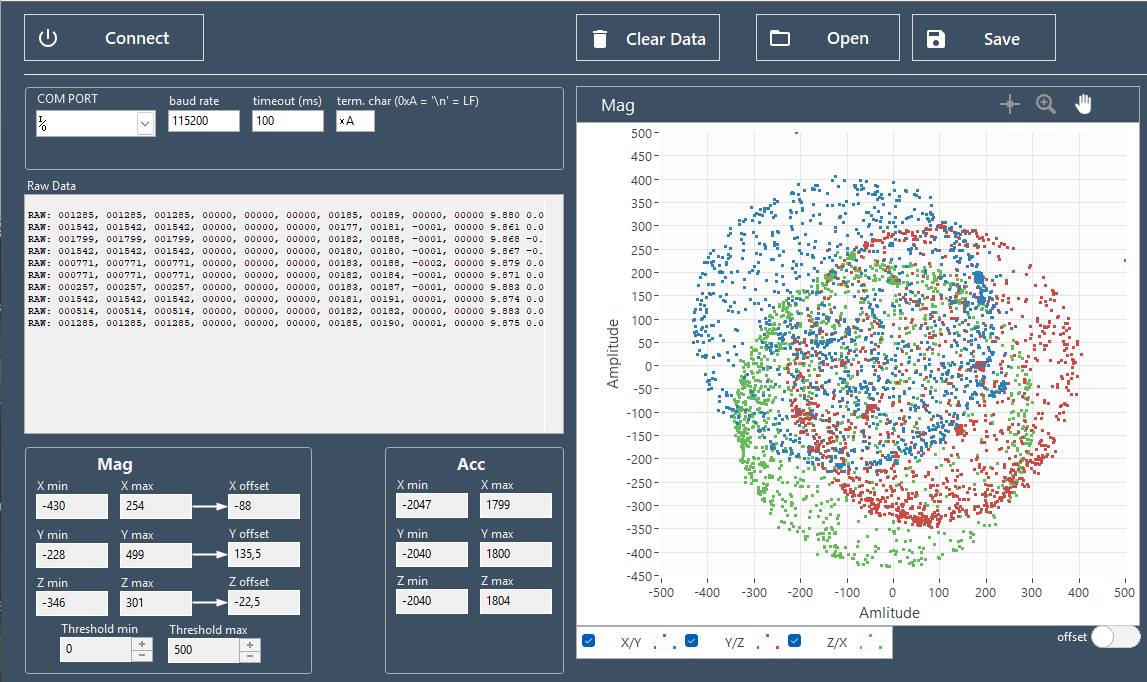 Connect
Clear Data
Open
Save
COM PORT
baud rate
timeout (ms)
term. char (0xA = '\n' = LF)
115200
100
xA
Raw Data
RAW: 001285, 001285, 001285, 00000, 00000, 00000, 00185, 00189, 00000, 00000 9.880 0.0
RAW: 001542, 001542, 001542, 00000, 00000, 00000, 00177, 00181, -0001, 00000 9.861 0.0
RAW: 001799, 001799, 001799, 00000, 00000, 00000, 00182, 00188, -0001, 00000 9.868 -0.
RAW: 001542, 001542, 001542, 00000, 00000, 00000, 00180, 00180, -0001, 00000 9.867 -0.
RAW: 000771, 000771, 000771, 00000, 00000, 00000, 00183, 00188, -0002, 00000 9.879 0.0
RAW: 000771, 000771, 000771, 00000, 00000, 00000, 00182, 00184, -0001, 00000 9.871 0.0
RAW: 000257, 000257, 000257, 00000, 00000, 00000, 00183, 00187, -0001, 00000 9.883 0.0
RAW: 001542, 001542, 001542, 00000, 00000, 00000, 00181, 00191, -0001, 00000 9.874 0.0
RAW: 000514, 000514, 000514, 00000, 00000, 00000, 00182, 00182, -0001, 00000 9.883 0.0
RAW: 001285, 001285, 001285, 00000, 00000, 00000, 00185, 00190, 00001, 00000 9.875 0.0
Mag
X min
X max
X offset
-430
254
-88
Y min
Y max
Y offset
-228
499
135,5
Z min
Z max
Z offset
-346
301
-22,5
Threshold min
Threshold max
0
500
Acc
X min
X max
-2047
1799
Y min
Y max
-2040
1800
Z min
Z max
-2040
1804
Mag
500
450
400
350
300
250
200
150
100
50
0
-50
-100
-150
-200
-250
-300
-350
-400
-450
Amplitude
-500
-400
-300
-200
-100
0
100
200
300
400
500
Amlitude
X/Y
Y/Z
Z/X
offset